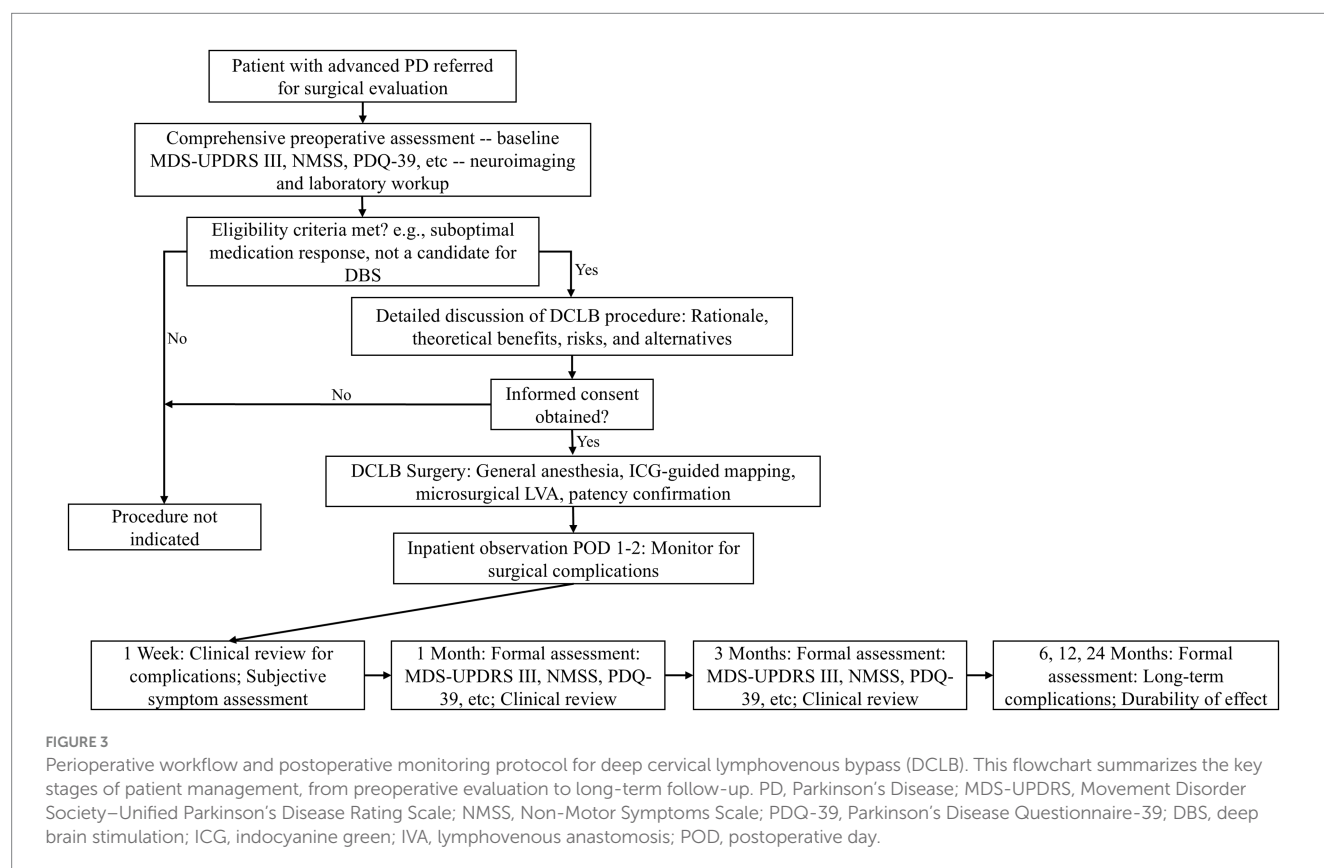 Patient with advanced PD referred
for surgical evaluation
Comprehensive preoperative assessment -- baseline
MDS-UPDRS III, NMSS, PDQ-39, etc -- neuroimaging
and laboratory workup
Eligibility criteria met? e.g., suboptimal
medication response, not a candidate for
DBS
Yes
No
Detailed discussion of DCLB procedure: Rationale,
theoretical benefits, risks, and alternatives
Informed consent
obtained?
No
Yes
DCLB Surgery: General anesthesia, ICG-guided mapping,
microsurgical LVA, patency confirmation
Procedure not
indicated
Inpatient observation POD 1-2: Monitor for
surgical complications
1 Week: Clinical review for
complications; Subjective
symptom assessment
1 Month: Formal assessment:
MDS-UPDRS III, NMSS, PDQ-
39, etc; Clinical review
3 Months: Formal assessment:
MDS-UPDRS III, NMSS, PDQ-
39, etc; Clinical review
6, 12, 24 Months: Formal
assessment: Long-term
complications; Durability of effect
FIGURE 3
Perioperative workflow and postoperative monitoring protocol for deep cervical lymphovenous bypass (DCLB). This flowchart summarizes the key
stages of patient management, from preoperative evaluation to long-term follow-up. PD, Parkinson's Disease; MDS-UPDRS, Movement Disorder
Society–Unified Parkinson's Disease Rating Scale; NMSS, Non-Motor Symptoms Scale; PDQ-39, Parkinson's Disease Questionnaire-39; DBS, deep
brain stimulation; ICG, indocyanine green; IVA, lymphovenous anastomosis; POD, postoperative day.